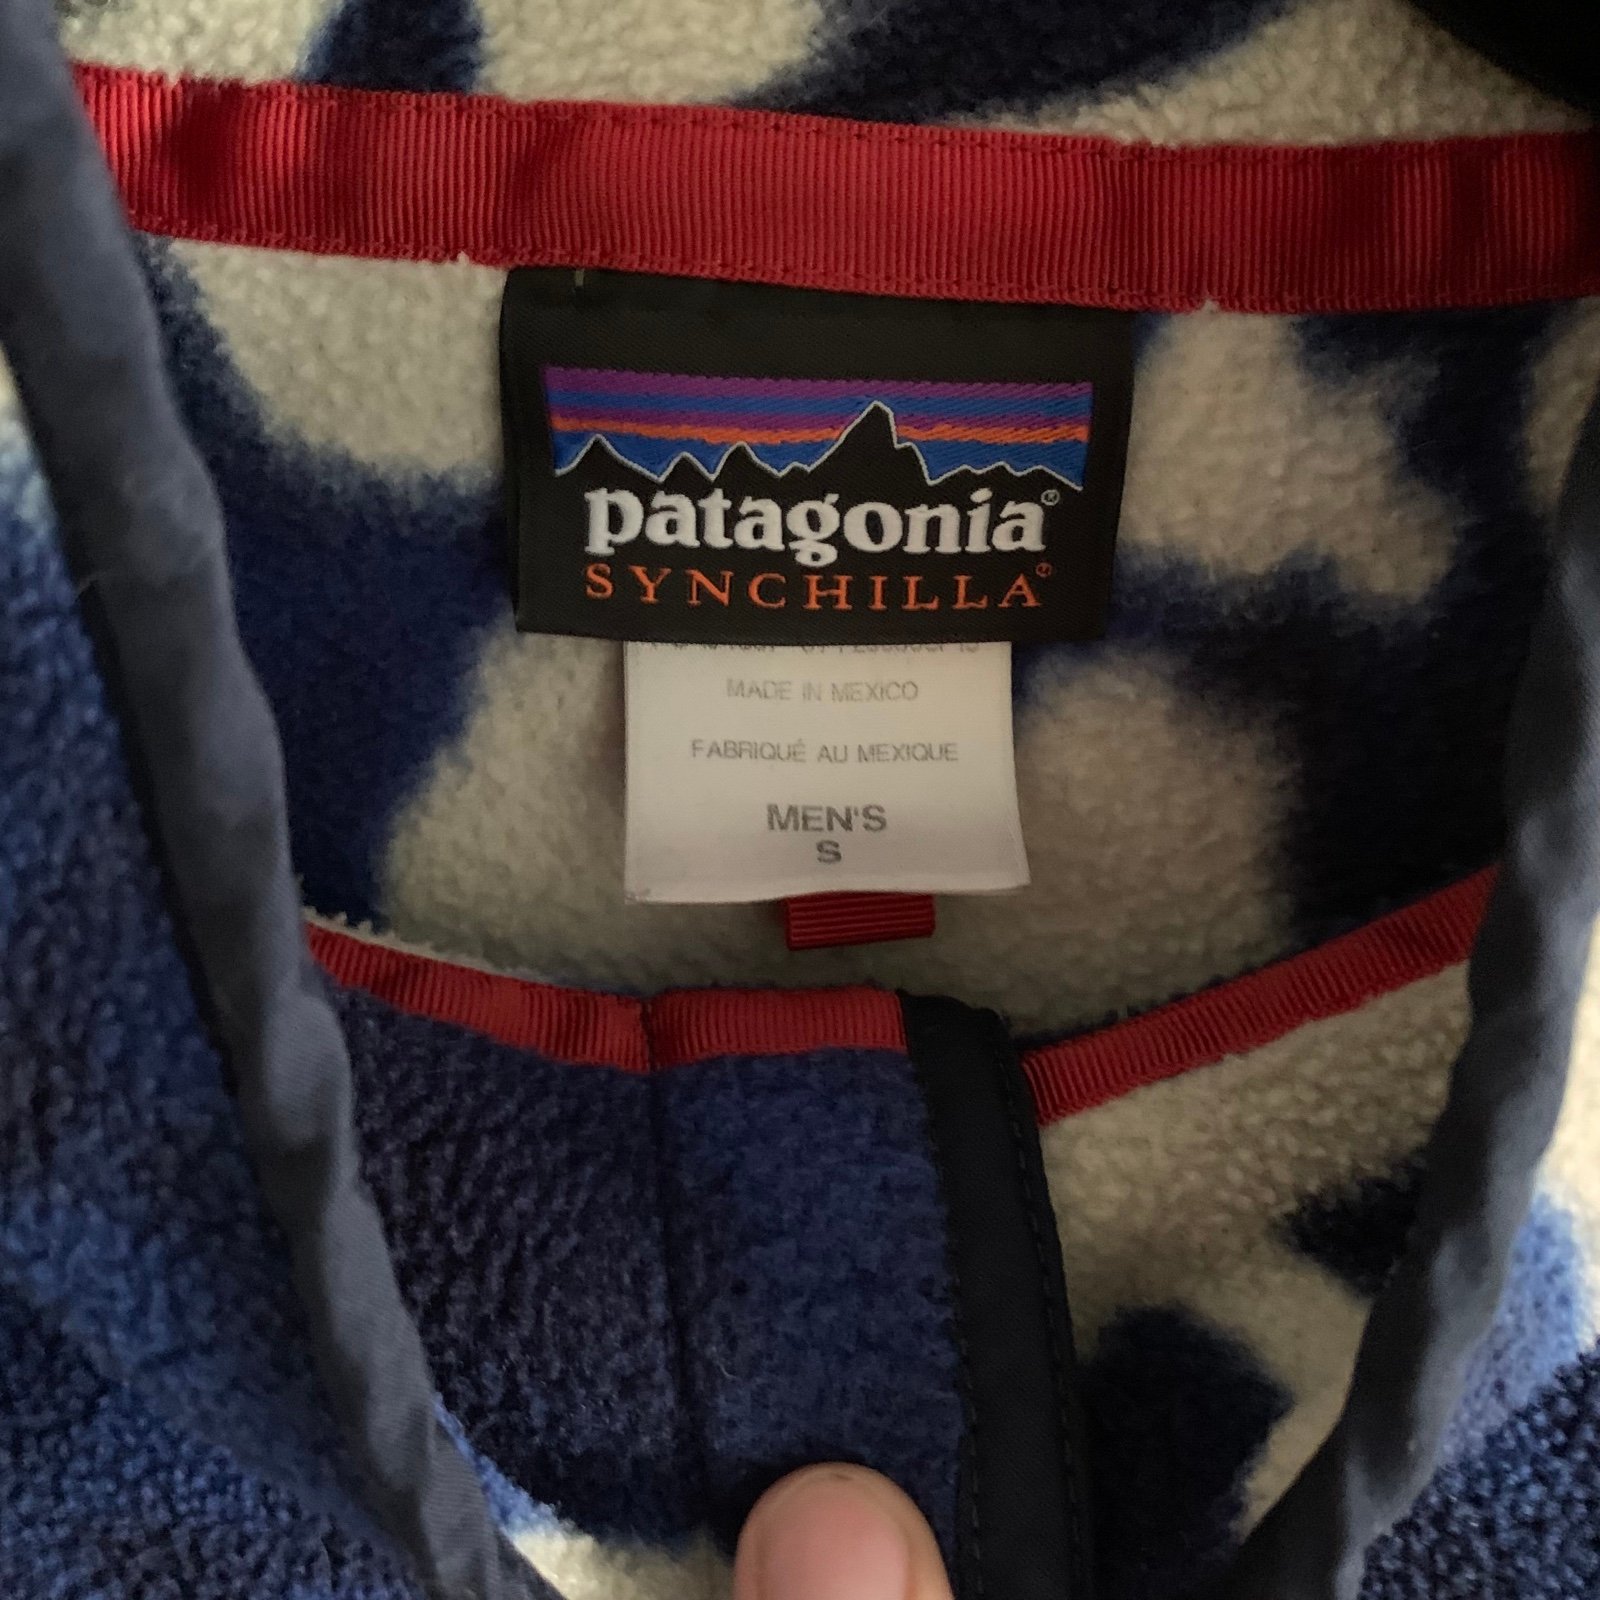 patagonia®
SYNCHILLA®
MADE IN MEXICO
FABRIQUÉ AU MEXIQUE
MEN'S
S